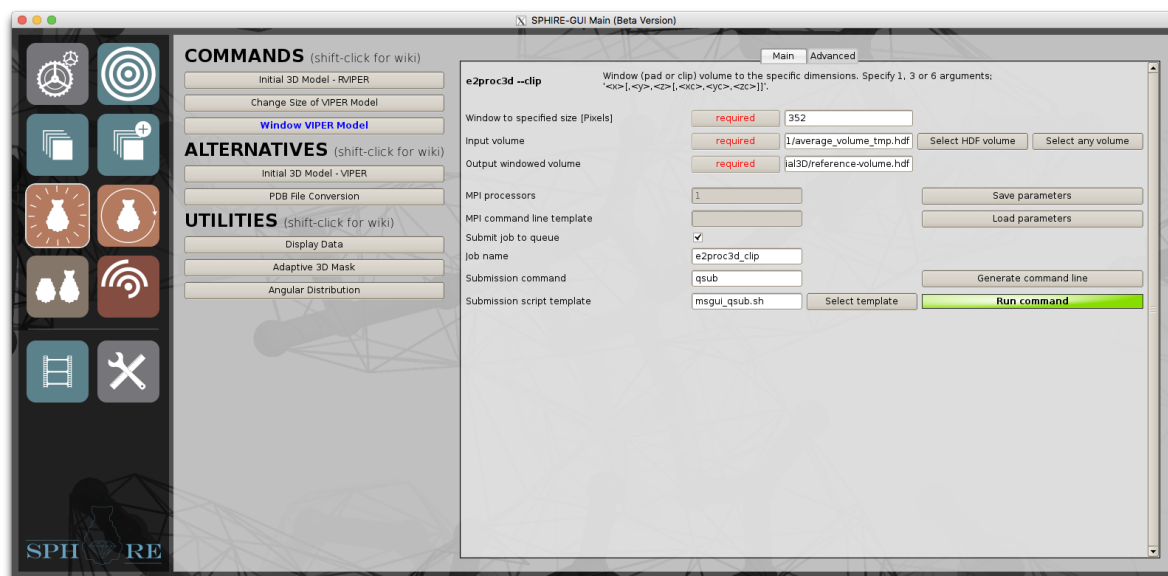 SPHIRE-GUI Main (Beta Version)
COMMANDS (shift-click for wiki)
Initial 3D Model - RVIPER
Change Size of VIPER Model
Window VIPER Model
ALTERNATIVES (shift-click for wiki)
Initial 3D Model - VIPER
PDB File Conversion
UTILITIES (shift-click for wiki)
Display Data
Adaptive 3D Mask
Angular Distribution
SPH RE
Main Advanced
e2proc3d --clip Window (pad or clip) volume to the specific dimensions. Specify 1, 3 or 6 arguments;
'<x>[,<y>,<z>[,<xc>,<yc>,<zc>]]'.
Window to specified size [Pixels] required 352
Input volume required 1/average_volume_tmp.hdf Select HDF volume Select any volume
Output windowed volume required ial3D/reference-volume.hdf
MPI processors 1 Save parameters
MPI command line template Load parameters
Submit job to queue
Job name e2proc3d_clip
Submission command qsub Generate command line
Submission script template msgui_qsub.sh Select template Run command